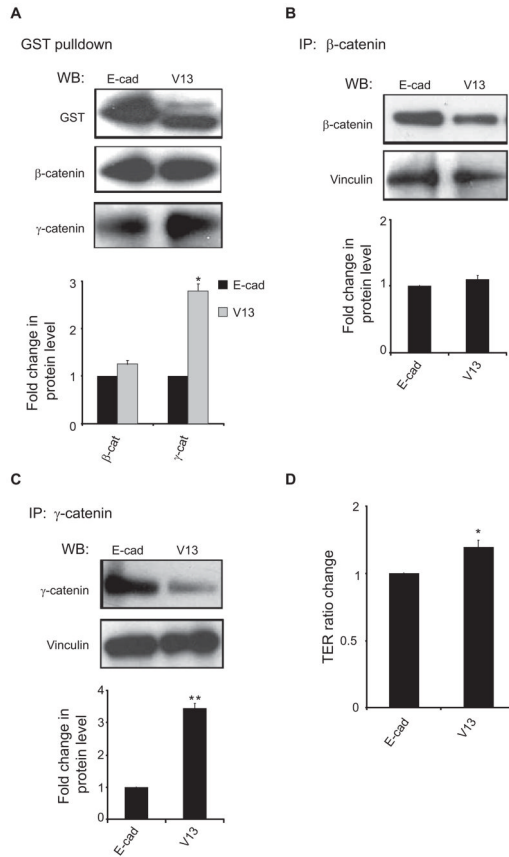 A
GST pulldown
WB: E-cad V13
GST
β-catenin
γ-catenin
Fold change in
protein level
3
2
1
0
β-cat
γ-cat
*
E-cad
V13
B
IP: β-catenin
WB: E-cad V13
β-catenin
Vinculin
Fold change in
protein level
2
1
0
E-cad
V13
C
IP: γ-catenin
WB: E-cad V13
γ-catenin
Vinculin
Fold change in
protein level
4
3
2
1
0
**
E-cad
V13
D
TER ratio change
2
1
0.5
0
*
E-cad
V13